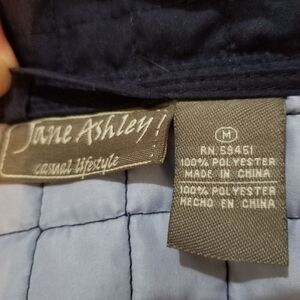 Jane Ashley!
casual lifestyle
M
RN 59451
100% POLYESTER
MADE IN CHINA
100% POLYESTER
HECHO EN CHINA